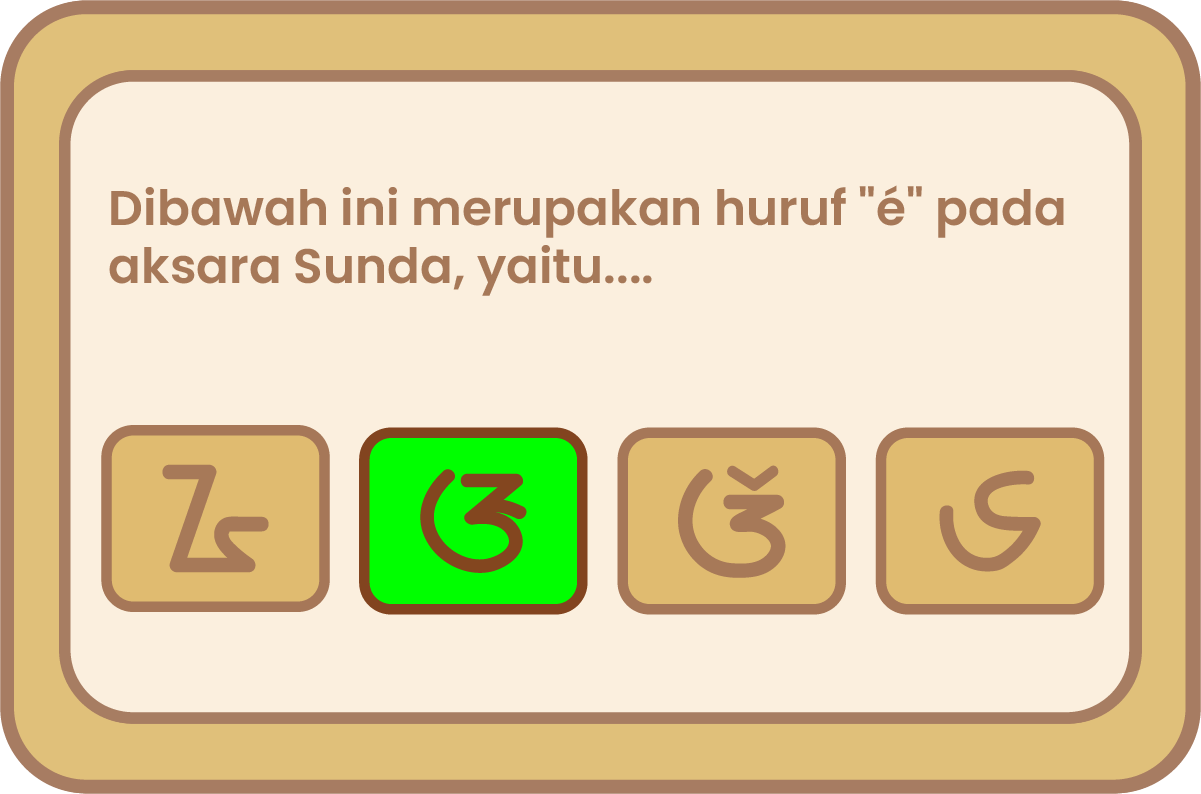 Dibawah ini merupakan huruf "é" pada
aksara Sunda, yaitu....